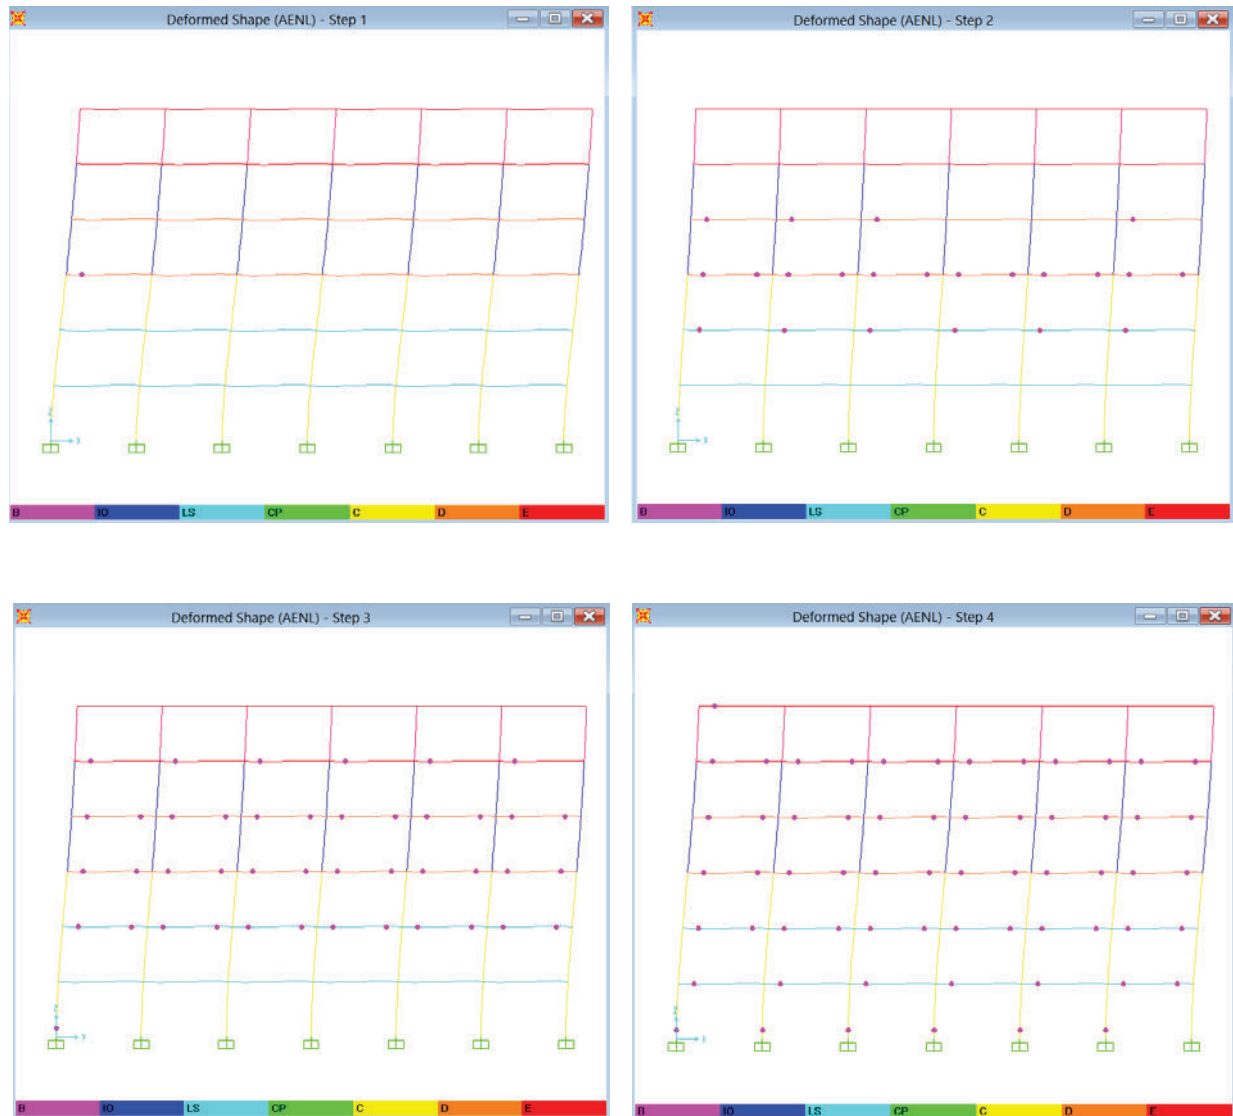 Deformed Shape (AENL) - Step 1
Z
X
B IO LS CP C D E
Deformed Shape (AENL) - Step 2
Z
X
B IO LS CP C D E
Deformed Shape (AENL) - Step 3
Z
X
B IO LS CP C D E
Deformed Shape (AENL) - Step 4
Z
X
B IO LS CP C D E